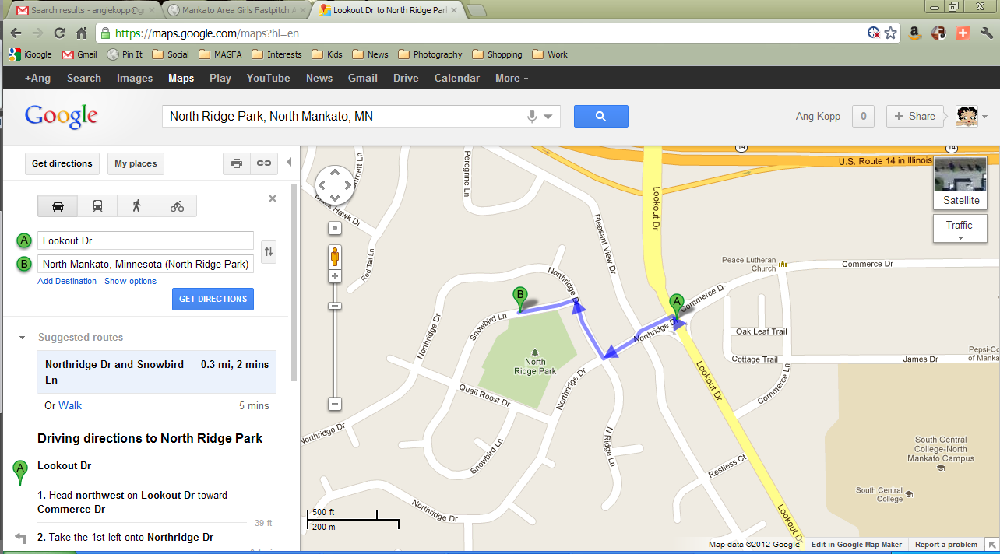 Search results - angiekopp@g
Mankato Area Girls Fastpitch A
Lookout Dr to North Ridge Par
https://maps.google.com/maps?hl=en
iGoogle Gmail Pin It Social MAGFA Interests Kids News Photography Shopping Work
+Ang Search Images Maps Play YouTube News Gmail Drive Calendar More
Google
North Ridge Park, North Mankato, MN
Ang Kopp
0
+ Share
Get directions
My places
A
Lookout Dr
B
North Mankato, Minnesota (North Ridge Park)
Add Destination - Show options
GET DIRECTIONS
Suggested routes
Northridge Dr and Snowbird
Ln
0.3 mi, 2 mins
Or Walk
5 mins
Driving directions to North Ridge Park
A
Lookout Dr
1. Head northwest on Lookout Dr toward
Commerce Dr
39 ft
2. Take the 1st left onto Northridge Dr
14
14
U.S. Route 14 in Illinois
Satellite
Traffic
Peregrine Ln
Black Hawk Dr
Red Tail Ln
Pleasant View Dr
Lookout Dr
Peace Lutheran
Church
Commerce Dr
Commerce Dr
Northridge Dr
B
A
Northridge Dr
Snowbird Ln
Northridge Dr
Oak Leaf Trail
Cottage Trail
James Dr
Pepsi-Co
of Manka
North
Ridge Park
Northridge Dr
Quail Roost Dr
Lookout Dr
Commerce Ln
Northridge Dr
Snowbird Ln
N Ridge Ln
Restless Ct
South Central
College-North
Mankato Campus
South Central
College
Northridge Dr
Lookout Dr
500 ft
200 m
Map data ©2012 Google -
Edit in Google Map Maker
Report a problem